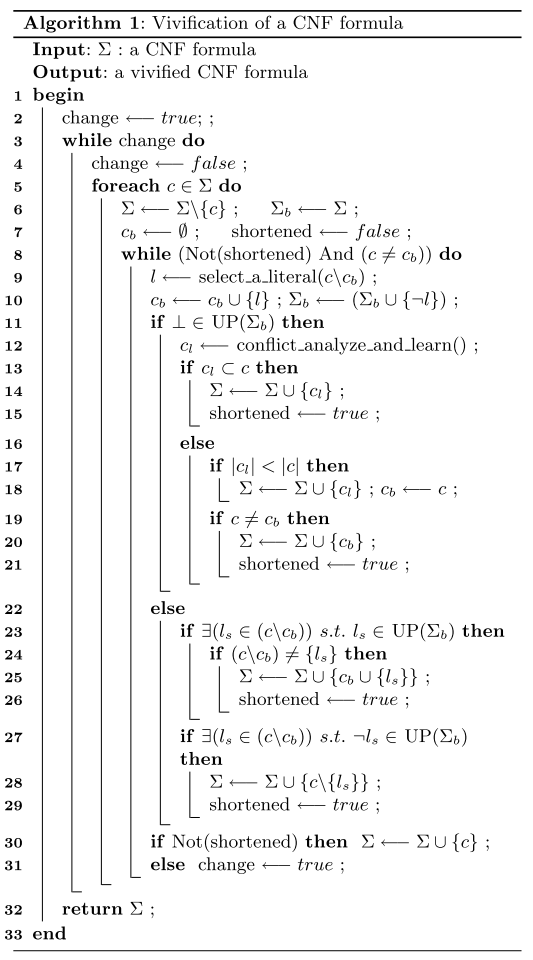 Algorithm 1: Vivification of a CNF formula
Input: Σ : a CNF formula
Output: a vivified CNF formula
1 begin
2 change ⟵ true; ;
3 while change do
4 change ⟵ false ;
5 foreach c ∈ Σ do
6 Σ ⟵ Σ\{c} ; Σ_b ⟵ Σ ;
7 c_b ⟵ ∅ ; shortened ⟵ false ;
8 while (Not(shortened) And (c ≠ c_b)) do
9 l ⟵ select_a_literal(c\c_b) ;
10 c_b ⟵ c_b ∪ {l} ; Σ_b ⟵ (Σ_b ∪ {¬l}) ;
11 if ⊥ ∈ UP(Σ_b) then
12 c_l ⟵ conflict_analyze_and_learn() ;
13 if c_l ⊂ c then
14 Σ ⟵ Σ ∪ {c_l} ;
15 shortened ⟵ true ;
16 else
17 if |c_l| < |c| then
18 Σ ⟵ Σ ∪ {c_l} ; c_b ⟵ c ;
19 if c ≠ c_b then
20 Σ ⟵ Σ ∪ {c_b} ;
21 shortened ⟵ true ;
22 else
23 if ∃(l_s ∈ (c\c_b)) s.t. l_s ∈ UP(Σ_b) then
24 if (c\c_b) ≠ {l_s} then
25 Σ ⟵ Σ ∪ {c_b ∪ {l_s}} ;
26 shortened ⟵ true ;
27 if ∃(l_s ∈ (c\c_b)) s.t. ¬l_s ∈ UP(Σ_b)
then
28 Σ ⟵ Σ ∪ {c\{l_s}} ;
29 shortened ⟵ true ;
30 if Not(shortened) then Σ ⟵ Σ ∪ {c} ;
31 else change ⟵ true ;
32 return Σ ;
33 end